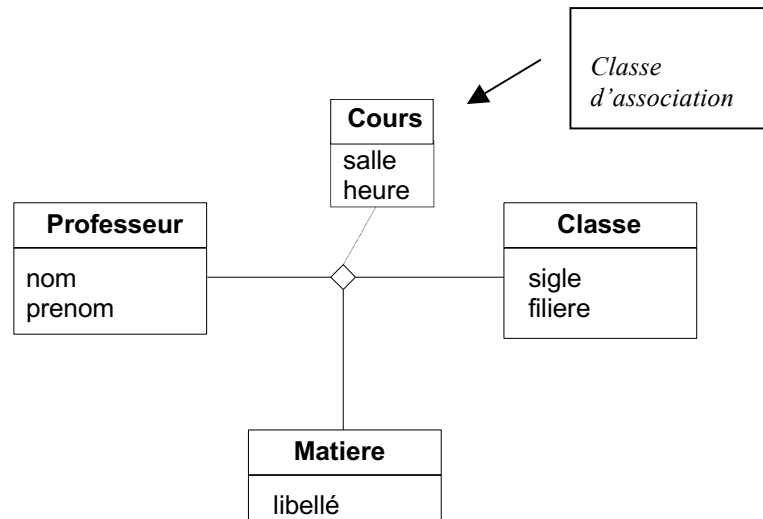 Classe
d’association
Cours
salle
heure
Professeur
nom
prenom
Classe
sigle
filiere
Matiere
libellé